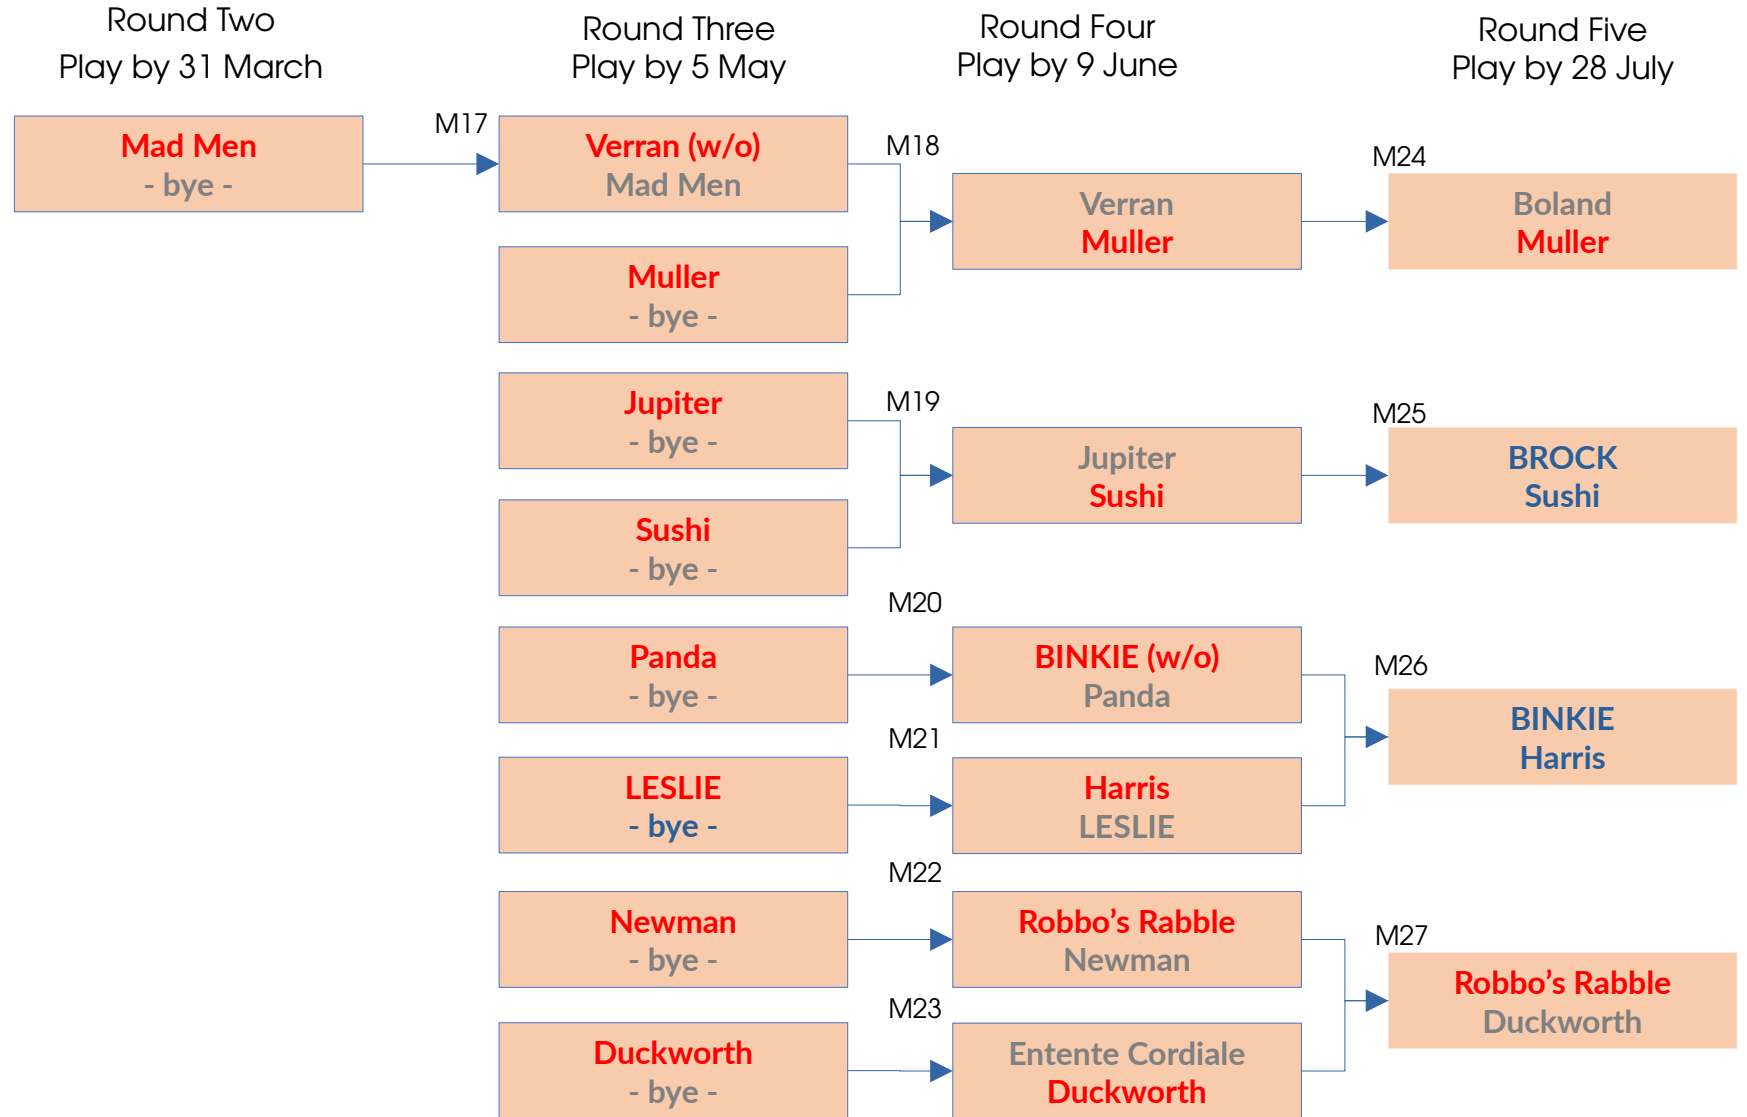 Round Two
Play by 31 March
Round Three
Play by 5 May
Round Four
Play by 9 June
Round Five
Play by 28 July
Mad Men
- bye -
M17
Verran (w/o)
Mad Men
Muller
- bye -
M18
Verran
Muller
M24
Boland
Muller
Jupiter
- bye -
Sushi
- bye -
M19
Jupiter
Sushi
M25
BROCK
Sushi
Panda
- bye -
M20
BINKIE (w/o)
Panda
LESLIE
- bye -
M21
Harris
LESLIE
M26
BINKIE
Harris
Newman
- bye -
M22
Robbo’s Rabble
Newman
Duckworth
- bye -
M23
Entente Cordiale
Duckworth
M27
Robbo’s Rabble
Duckworth